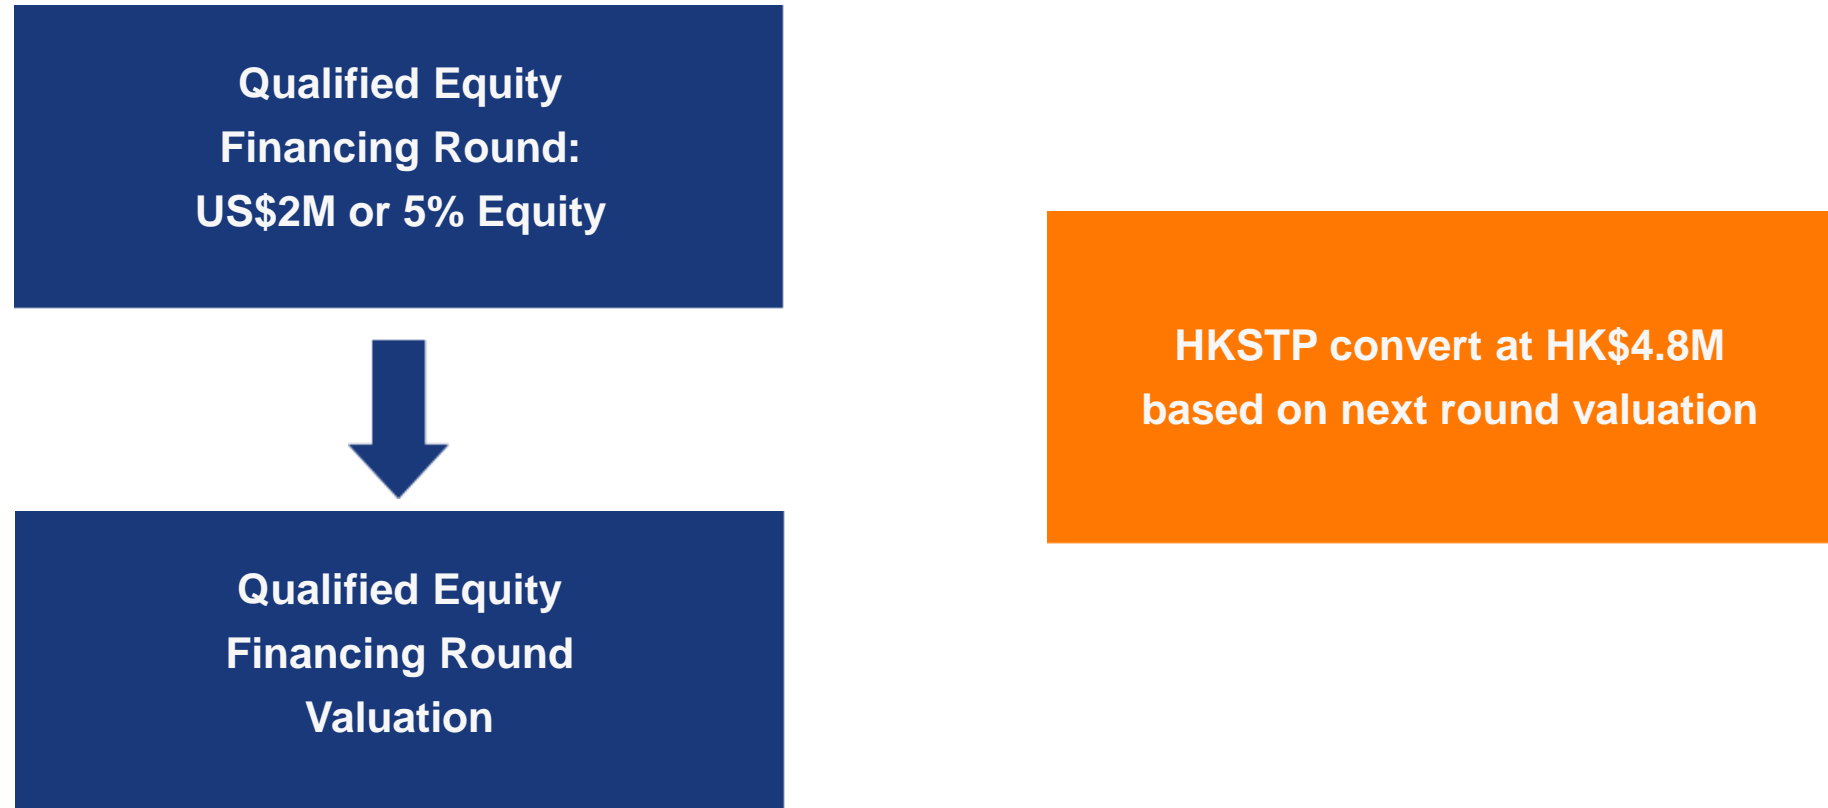 Qualified Equity
Financing Round:
US$2M or 5% Equity
HKSTP convert at HK$4.8M
based on next round valuation
Qualified Equity
Financing Round
Valuation